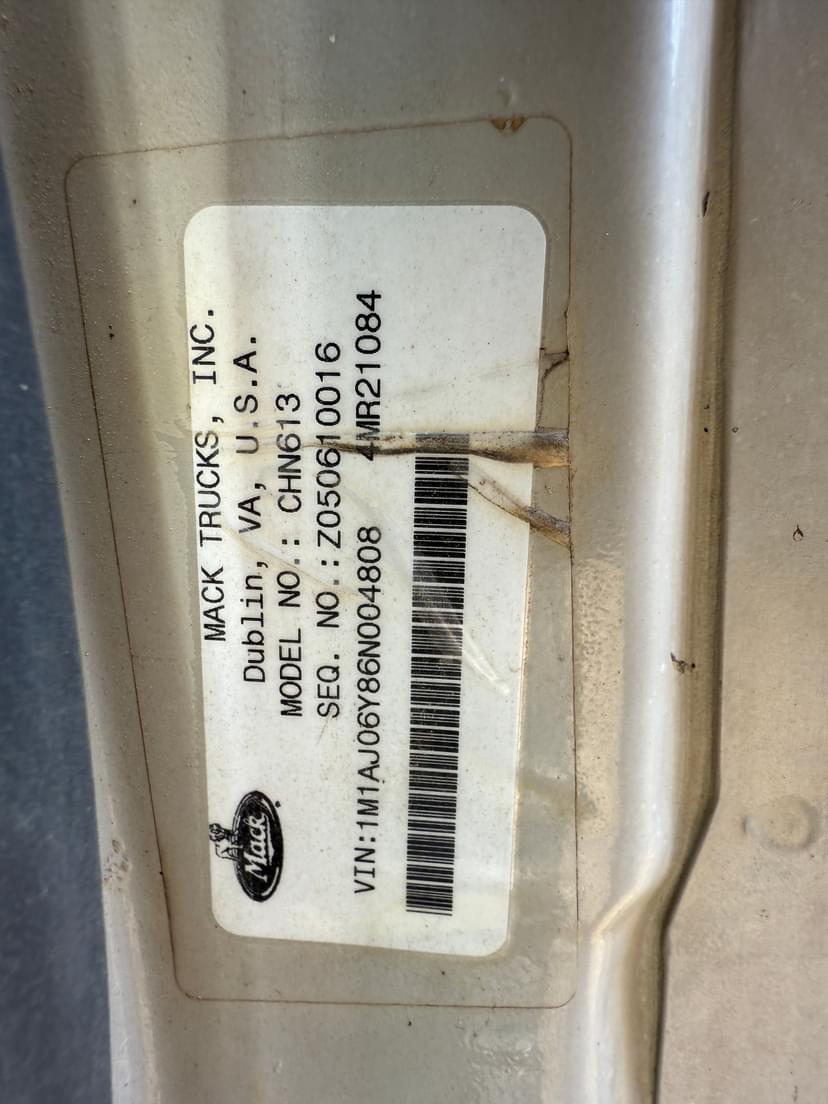 MACK TRUCKS, INC.
Dublin, VA, U.S.A.
MODEL NO.: CHN613
SEQ. NO.:Z050610016
VIN:1M1AJ06Y86N004808 4MR21084
Mack